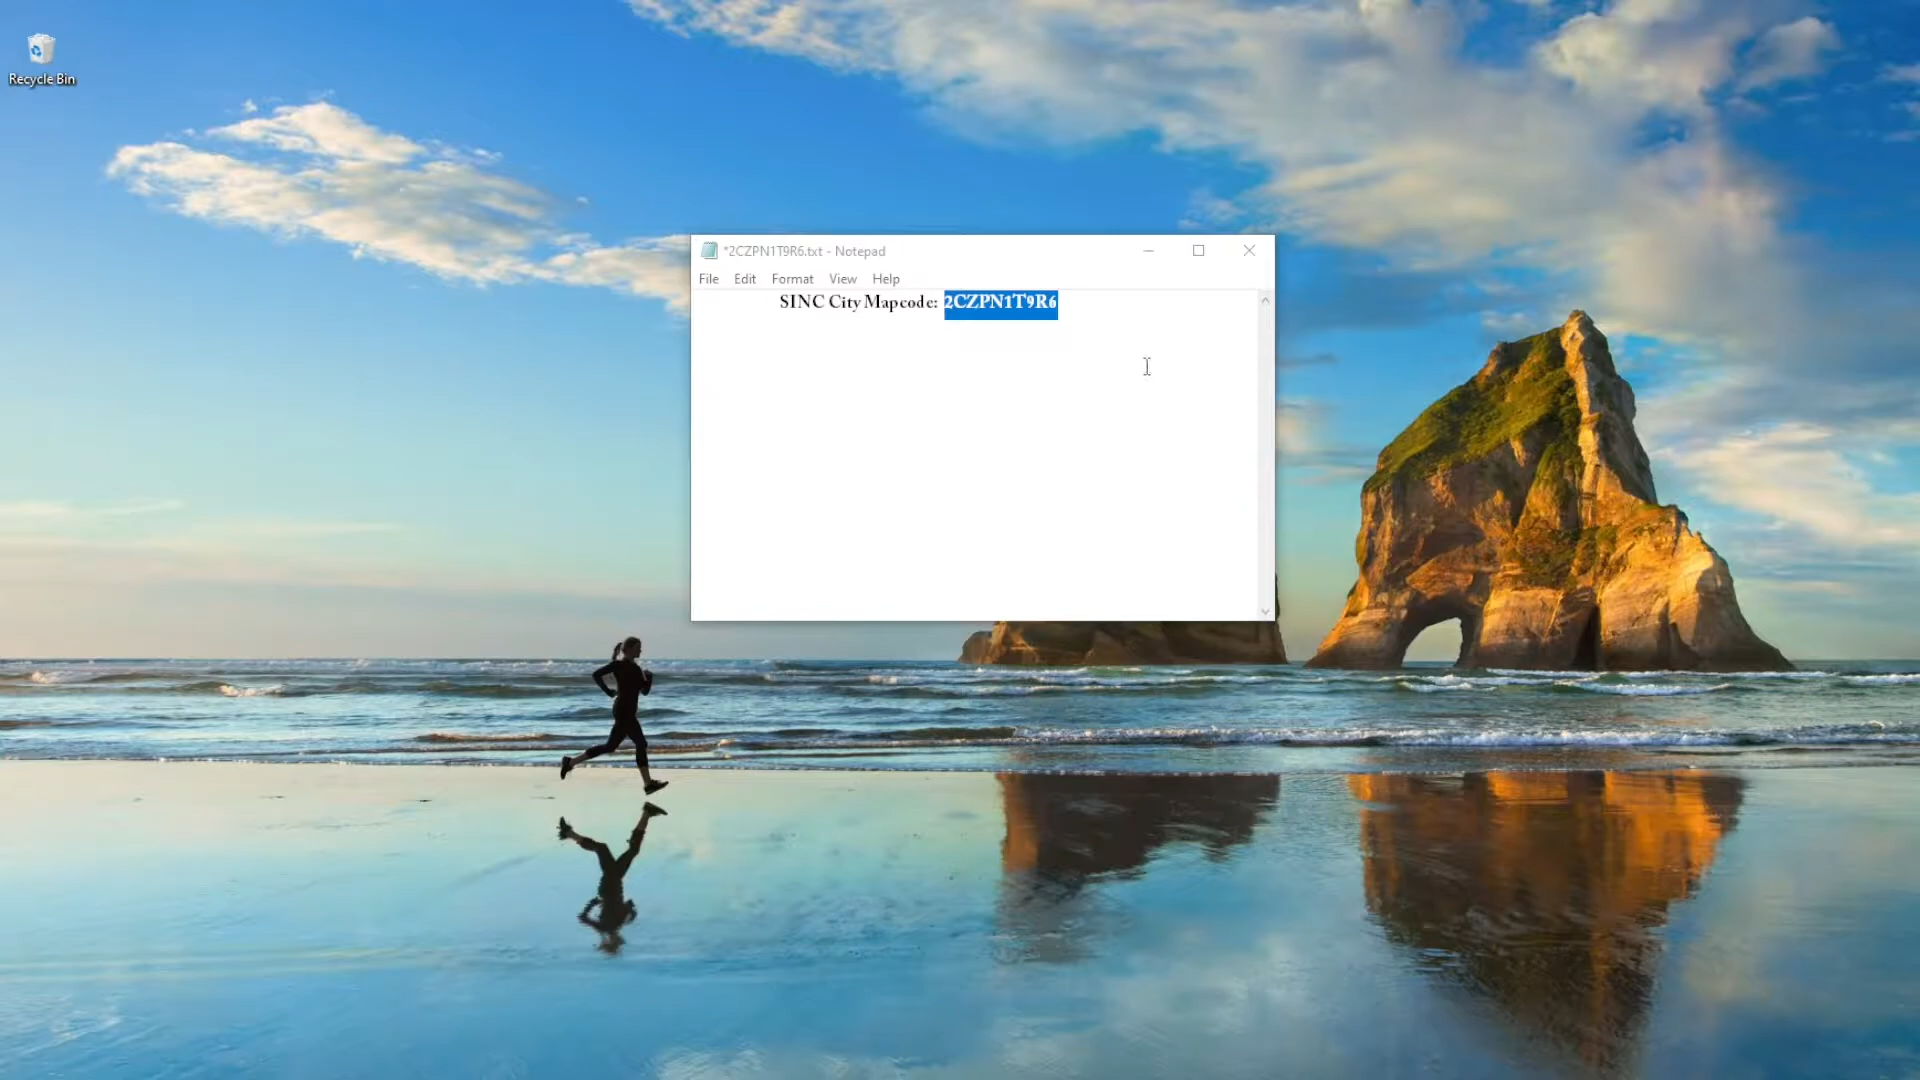 Recycle Bin
*2CZPN1T9R6.txt - Notepad
File Edit Format View Help
SINC City Mapcode: 2CZPN1T9R6